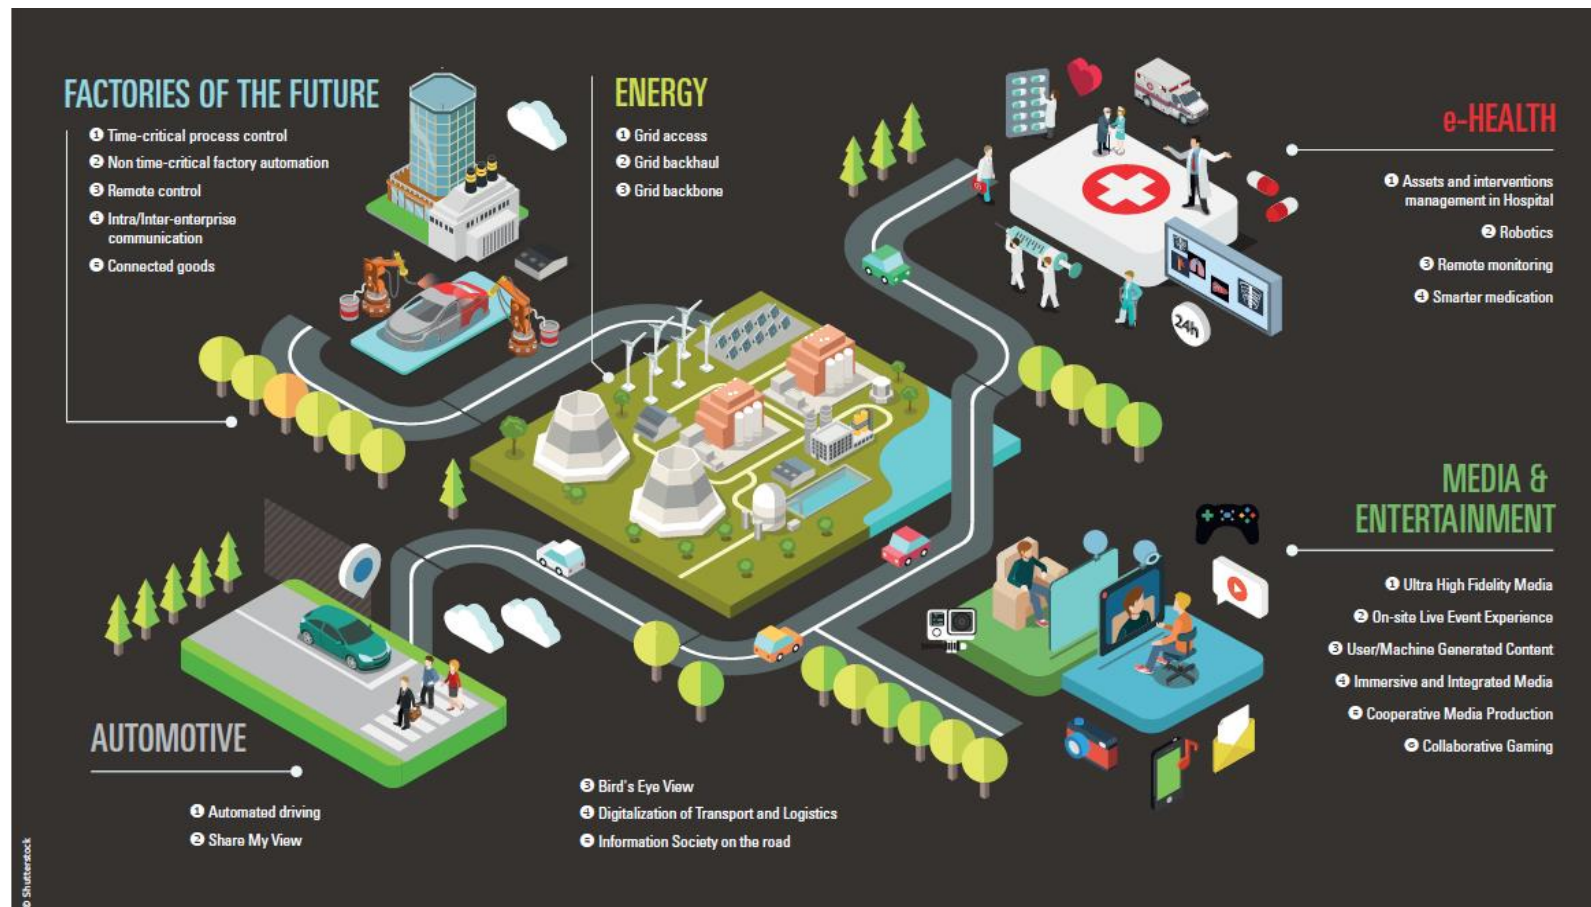 FACTORIES OF THE FUTURE
❶ Time-critical process control
❷ Non time-critical factory automation
❸ Remote control
❹ Intra/Inter-enterprise
communication
❺ Connected goods
ENERGY
❶ Grid access
❷ Grid backhaul
❸ Grid backbone
e-HEALTH
❶ Assets and interventions
management in Hospital
❷ Robotics
❸ Remote monitoring
❹ Smarter medication
24h
MEDIA &
ENTERTAINMENT
❶ Ultra High Fidelity Media
❷ On-site Live Event Experience
❸ User/Machine Generated Content
❹ Immersive and Integrated Media
❺ Cooperative Media Production
❻ Collaborative Gaming
AUTOMOTIVE
❶ Automated driving
❷ Share My View
❸ Bird's Eye View
❹ Digitalization of Transport and Logistics
❺ Information Society on the road
© Shutterstock